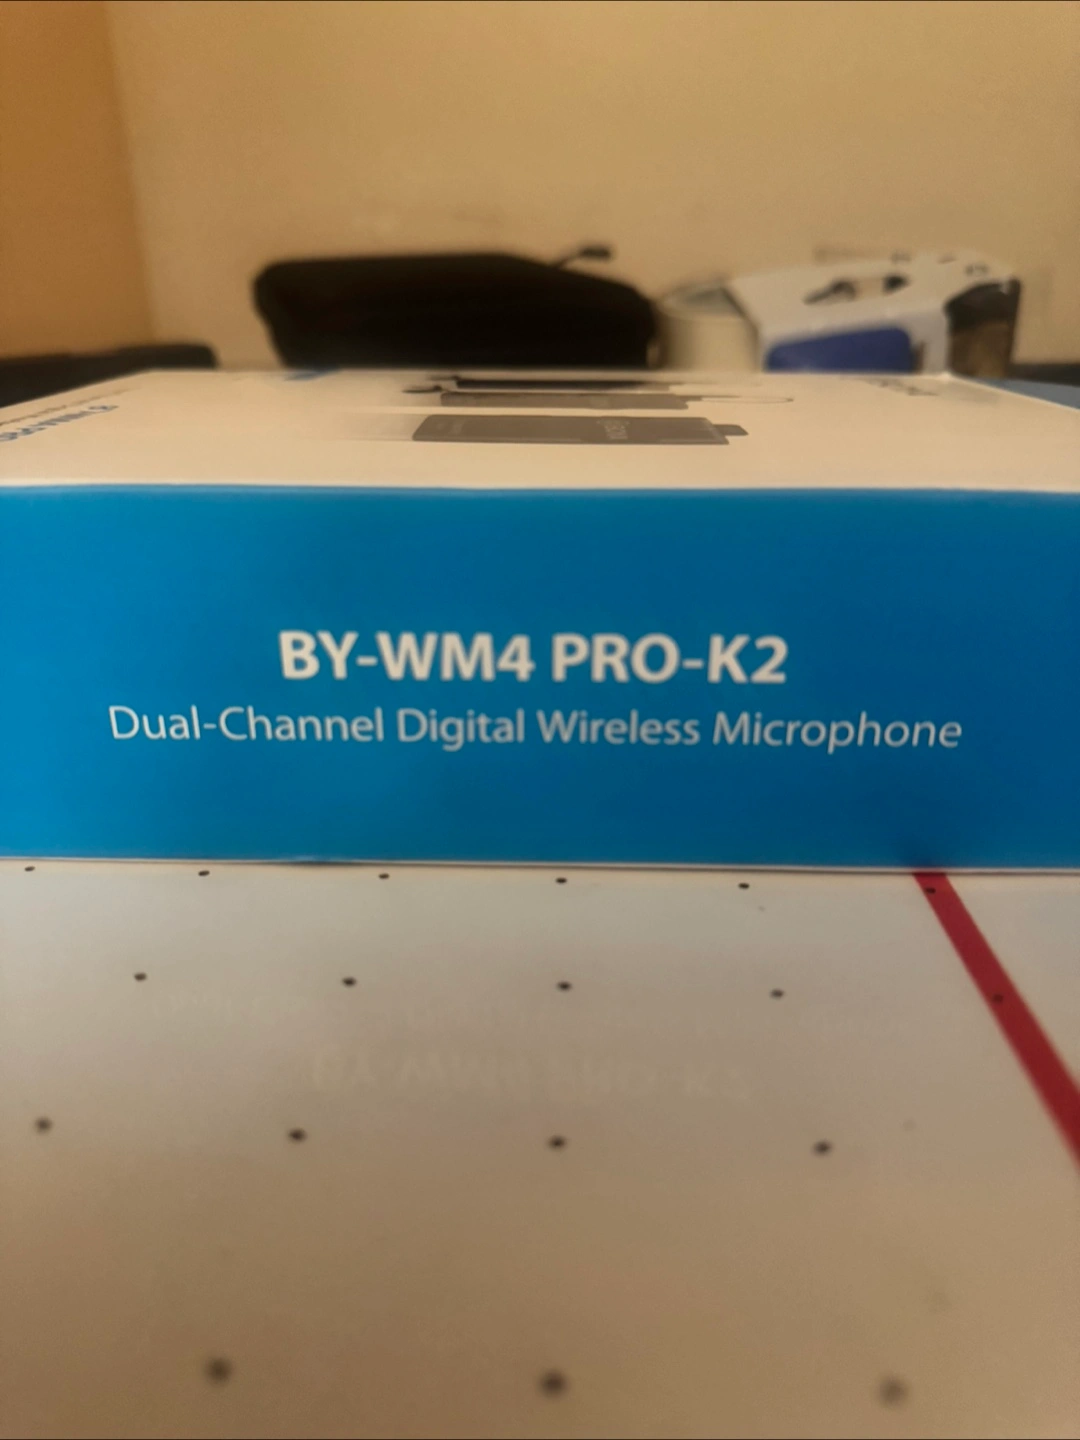 BY-WM4 PRO-K2
Dual-Channel Digital Wireless Microphone